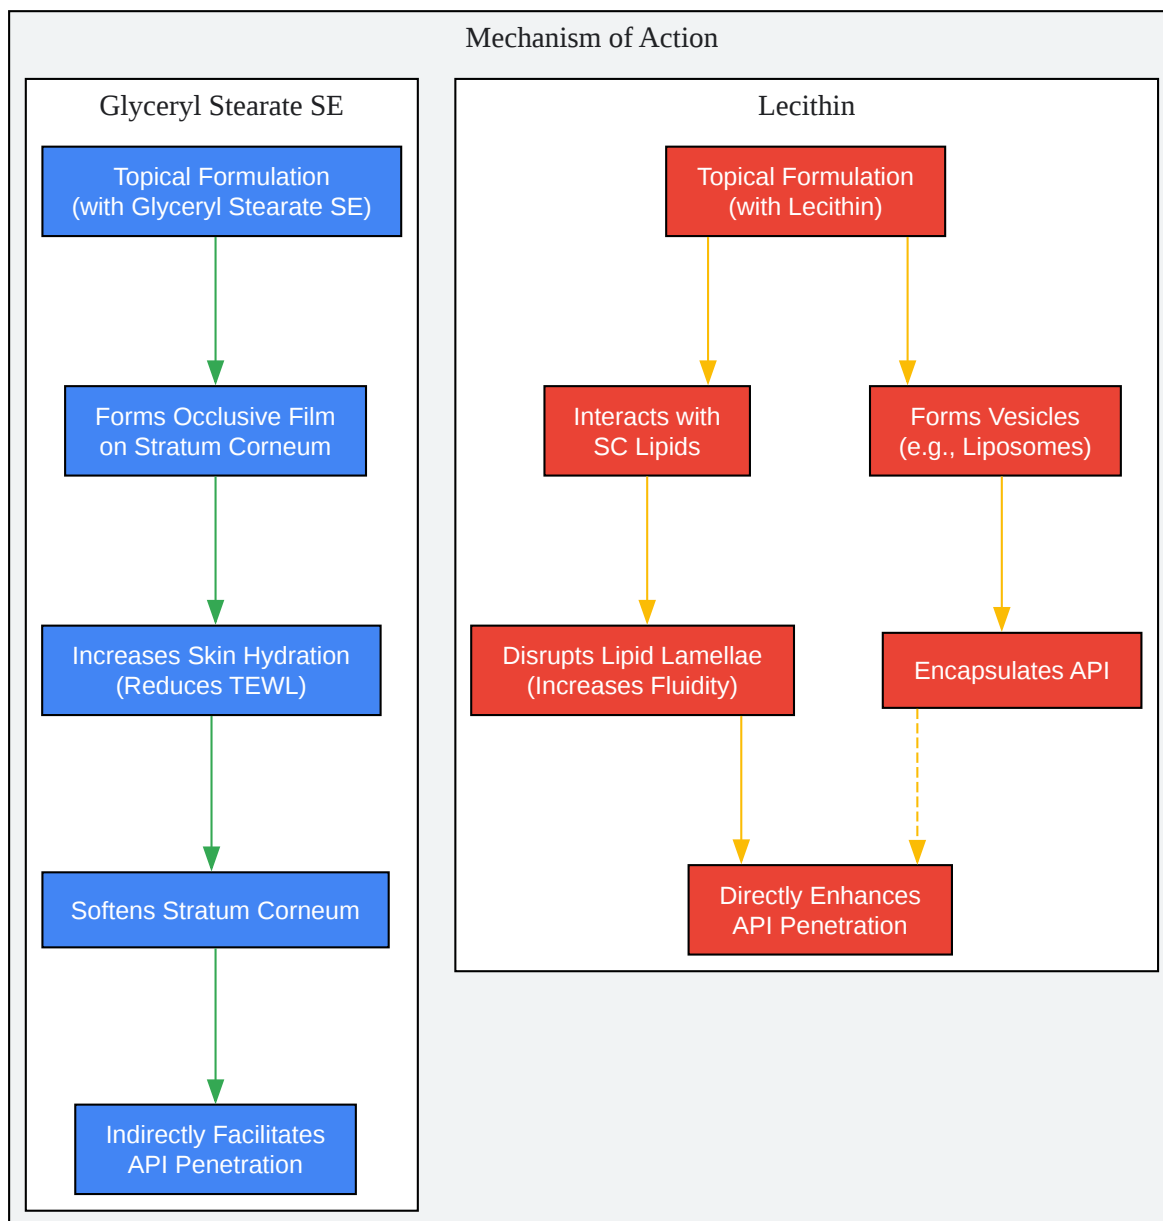 Mechanism of Action
Glyceryl Stearate SE
Topical Formulation
(with Glyceryl Stearate SE)
Forms Occlusive Film
on Stratum Corneum
Increases Skin Hydration
(Reduces TEWL)
Softens Stratum Corneum
Indirectly Facilitates
API Penetration
Lecithin
Topical Formulation
(with Lecithin)
Interacts with
SC Lipids
Forms Vesicles
(e.g., Liposomes)
Disrupts Lipid Lamellae
(Increases Fluidity)
Encapsulates API
Directly Enhances
API Penetration